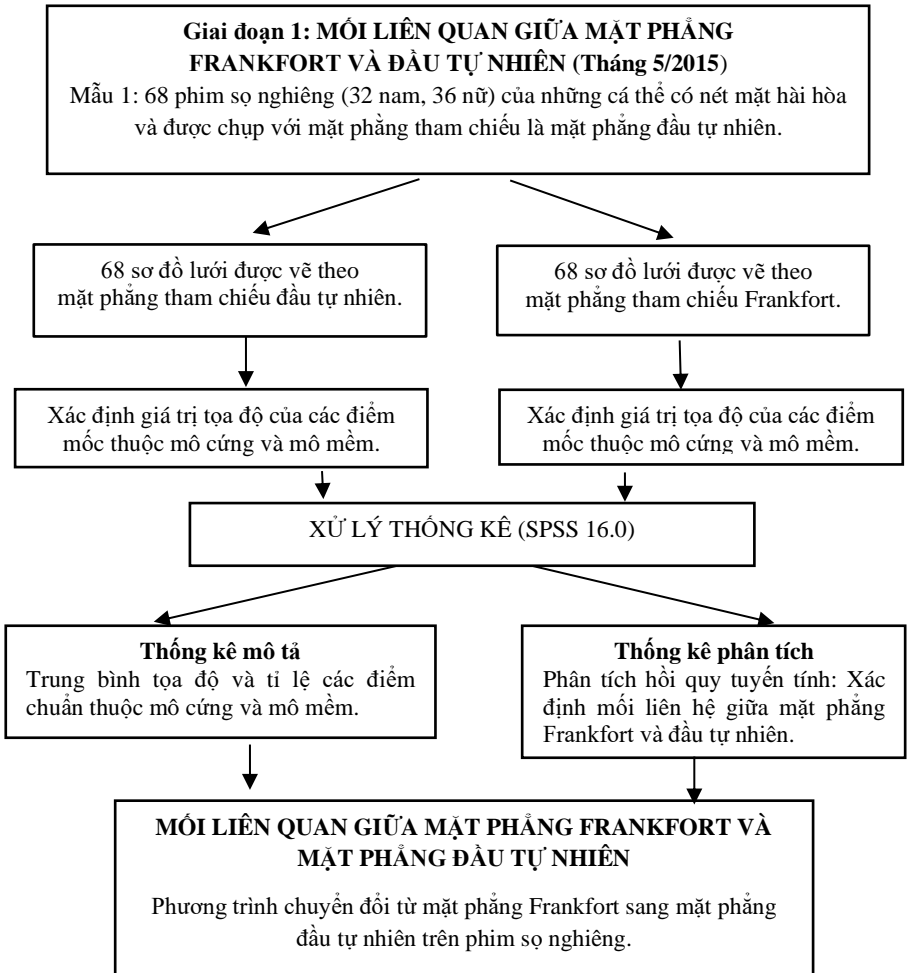 Giai đoạn 1: MỐI LIÊN QUAN GIỮA MẶT PHẲNG
FRANKFORT VÀ ĐẦU TỰ NHIÊN (Tháng 5/2015)
Mẫu 1: 68 phim sọ nghiêng (32 nam, 36 nữ) của những cá thể có nét mặt hài hòa
và được chụp với mặt phẳng tham chiếu là mặt phẳng đầu tự nhiên.
68 sơ đồ lưới được vẽ theo
mặt phẳng tham chiếu đầu tự nhiên.
68 sơ đồ lưới được vẽ theo
mặt phẳng tham chiếu Frankfort.
Xác định giá trị tọa độ của các điểm
mốc thuộc mô cứng và mô mềm.
Xác định giá trị tọa độ của các điểm
mốc thuộc mô cứng và mô mềm.
XỬ LÝ THỐNG KÊ (SPSS 16.0)
Thống kê mô tả
Trung bình tọa độ và tỉ lệ các điểm
chuẩn thuộc mô cứng và mô mềm.
Thống kê phân tích
Phân tích hồi quy tuyến tính: Xác
định mối liên hệ giữa mặt phẳng
Frankfort và đầu tự nhiên.
MỐI LIÊN QUAN GIỮA MẶT PHẲNG FRANKFORT VÀ
MẶT PHẲNG ĐẦU TỰ NHIÊN
Phương trình chuyển đổi từ mặt phẳng Frankfort sang mặt phẳng
đầu tự nhiên trên phim sọ nghiêng.